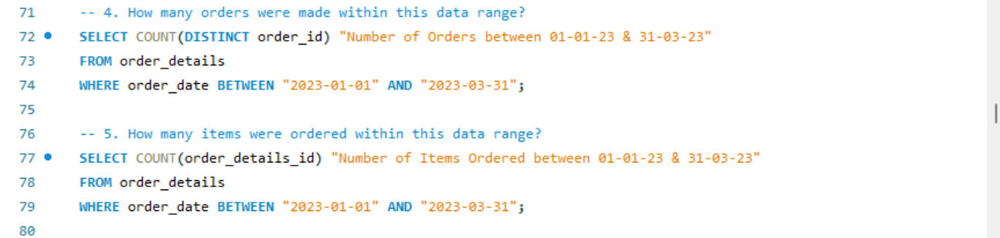 71 -- 4. How many orders were made within this data range?
72 SELECT COUNT(DISTINCT order_id) "Number of Orders between 01-01-23 & 31-03-23"
73 FROM order_details
74 WHERE order_date BETWEEN "2023-01-01" AND "2023-03-31";
75
76 -- 5. How many items were ordered within this data range?
77 SELECT COUNT(order_details_id) "Number of Items Ordered between 01-01-23 & 31-03-23"
78 FROM order_details
79 WHERE order_date BETWEEN "2023-01-01" AND "2023-03-31";
80